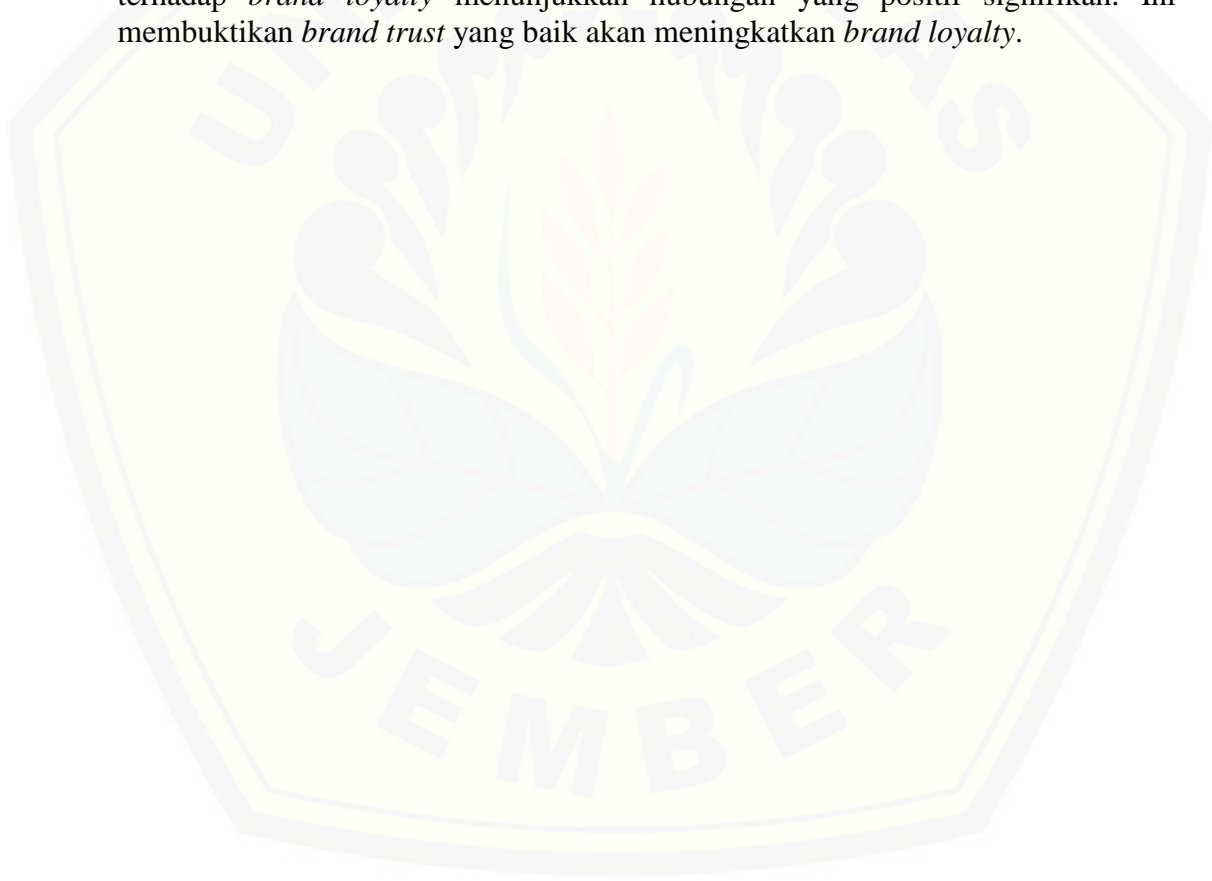 terhadap brand loyalty menunjukkan hubungan yang positif signifikan. Ini
membuktikan brand trust yang baik akan meningkatkan brand loyalty.
JEMBER